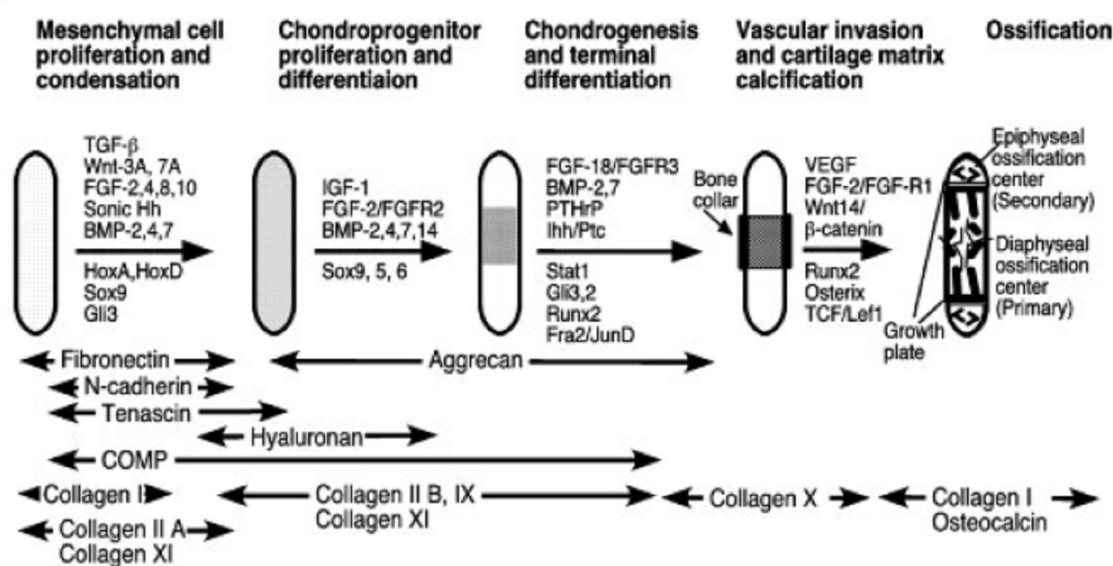 Mesenchymal cell
proliferation and
condensation
Chondroprogenitor
proliferation and
differentiaion
Chondrogenesis
and terminal
differentiation
Vascular invasion
and cartilage matrix
calcification
Ossification
TGF-β
Wnt-3A, 7A
FGF-2,4,8,10
Sonic Hh
BMP-2,4,7
HoxA,HoxD
Sox9
Gli3
IGF-1
FGF-2/FGFR2
BMP-2,4,7,14
Sox9, 5, 6
FGF-18/FGFR3
BMP-2,7
PTHrP
Ihh/Ptc
Stat1
Gli3,2
Runx2
Fra2/JunD
Bone
collar
VEGF
FGF-2/FGF-R1
Wnt14/
β-catenin
Runx2
Osterix
TCF/Lef1
Epiphyseal
ossification
center
(Secondary)
Diaphyseal
ossification
center
(Primary)
Growth
plate
Fibronectin
Aggrecan
N-cadherin
Tenascin
Hyaluronan
COMP
Collagen I
Collagen II B, IX
Collagen XI
Collagen X
Collagen I
Osteocalcin
Collagen II A
Collagen XI